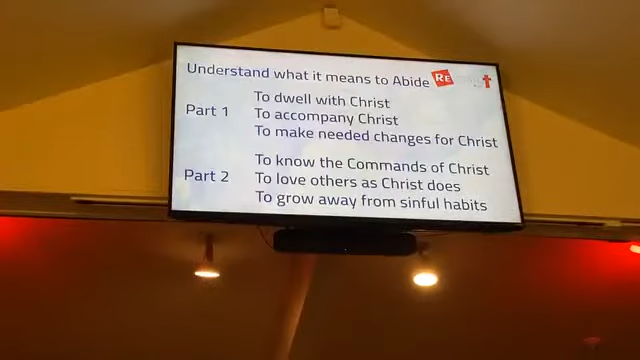 Understand what it means to Abide RE
Part 1
To dwell with Christ
To accompany Christ
To make needed changes for Christ
Part 2
To know the Commands of Christ
To love others as Christ does
To grow away from sinful habits